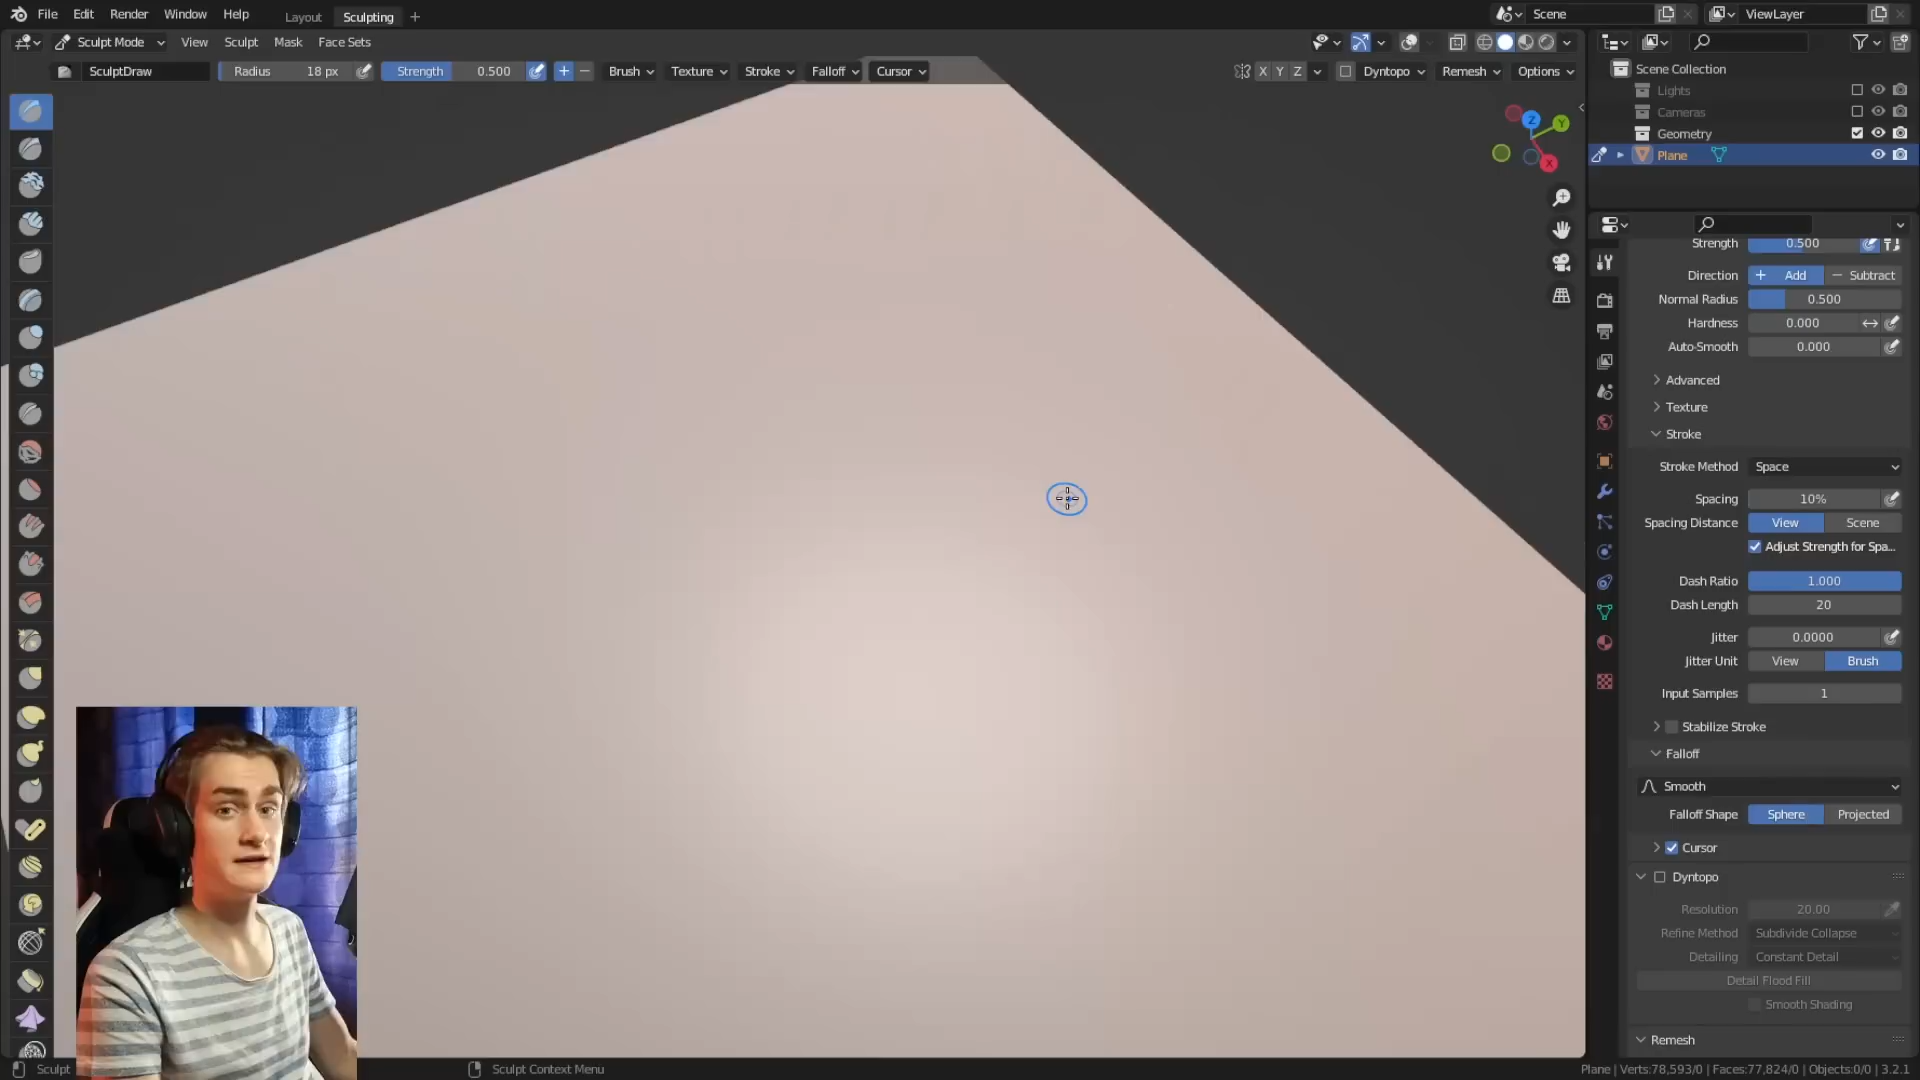 File Edit Render Window Help Layout Sculpting + Scene ViewLayer
Sculpt Mode View Sculpt Mask Face Sets
SculptDraw Radius 18 px Strength 0.500 Brush Texture Stroke Falloff Cursor X Y Z Dyntopo Remesh Options
Scene Collection
Lights
Cameras
Geometry
Plane
Z
Y
X
Strength 0.500
Direction + Add − Subtract
Normal Radius 0.500
Hardness 0.000
Auto-Smooth 0.000
Advanced
Texture
Stroke
Stroke Method Space
Spacing 10%
Spacing Distance View Scene
Adjust Strength for Spa...
Dash Ratio 1.000
Dash Length 20
Jitter 0.0000
Jitter Unit View Brush
Input Samples 1
Stabilize Stroke
Falloff
Smooth
Falloff Shape Sphere Projected
Cursor
Dyntopo
Resolution 20.00
Refine Method Subdivide Collapse
Detailing Constant Detail
Detail Flood Fill
Smooth Shading
Remesh
Sculpt Sculpt Context Menu Plane | Verts:78,593/0 | Faces:77,824/0 | Objects:0/0 | 3.2.1